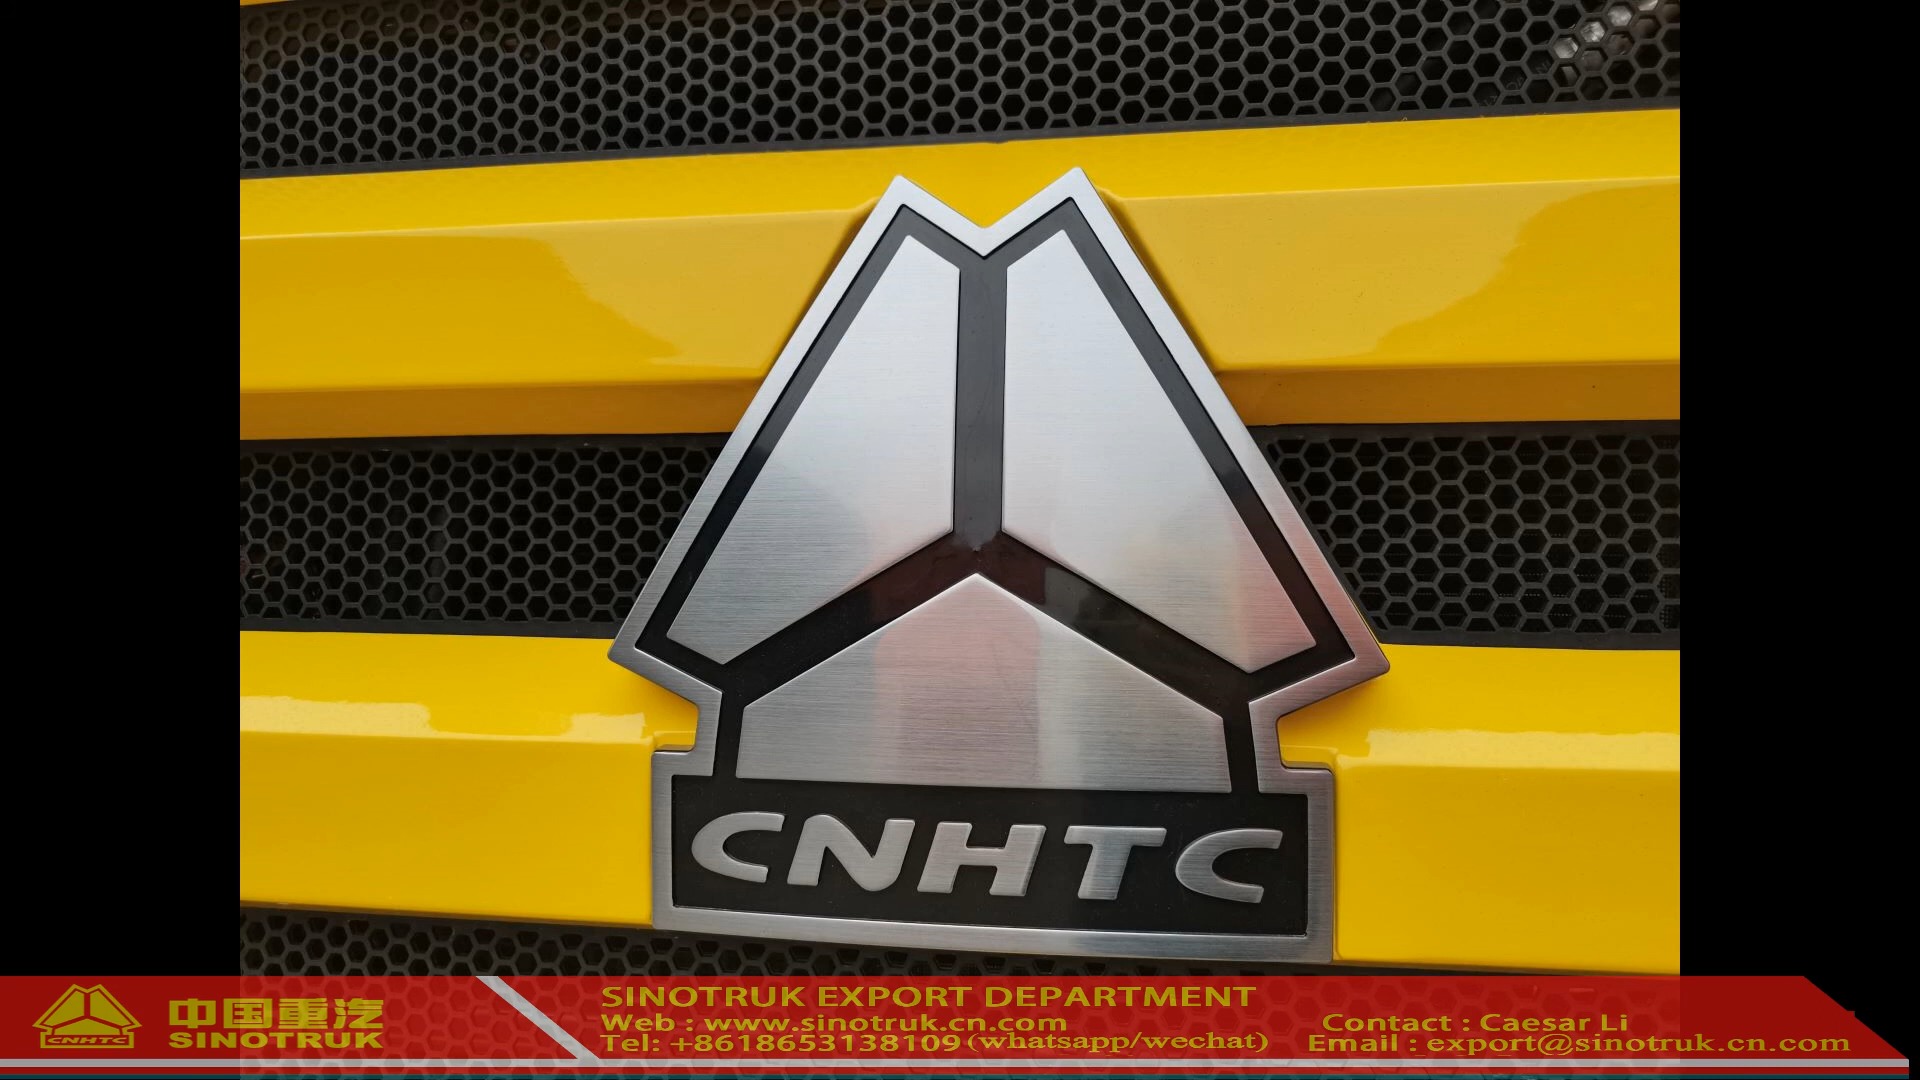 CNHTC
CNHTC
中国重汽
SINOTRUK
SINOTRUK EXPORT DEPARTMENT
Web : www.sinotruk.cn.com
Contact : Caesar Li
Tel: +8618653138109 (whatsapp/wechat)
Email : export@sinotruk.cn.com